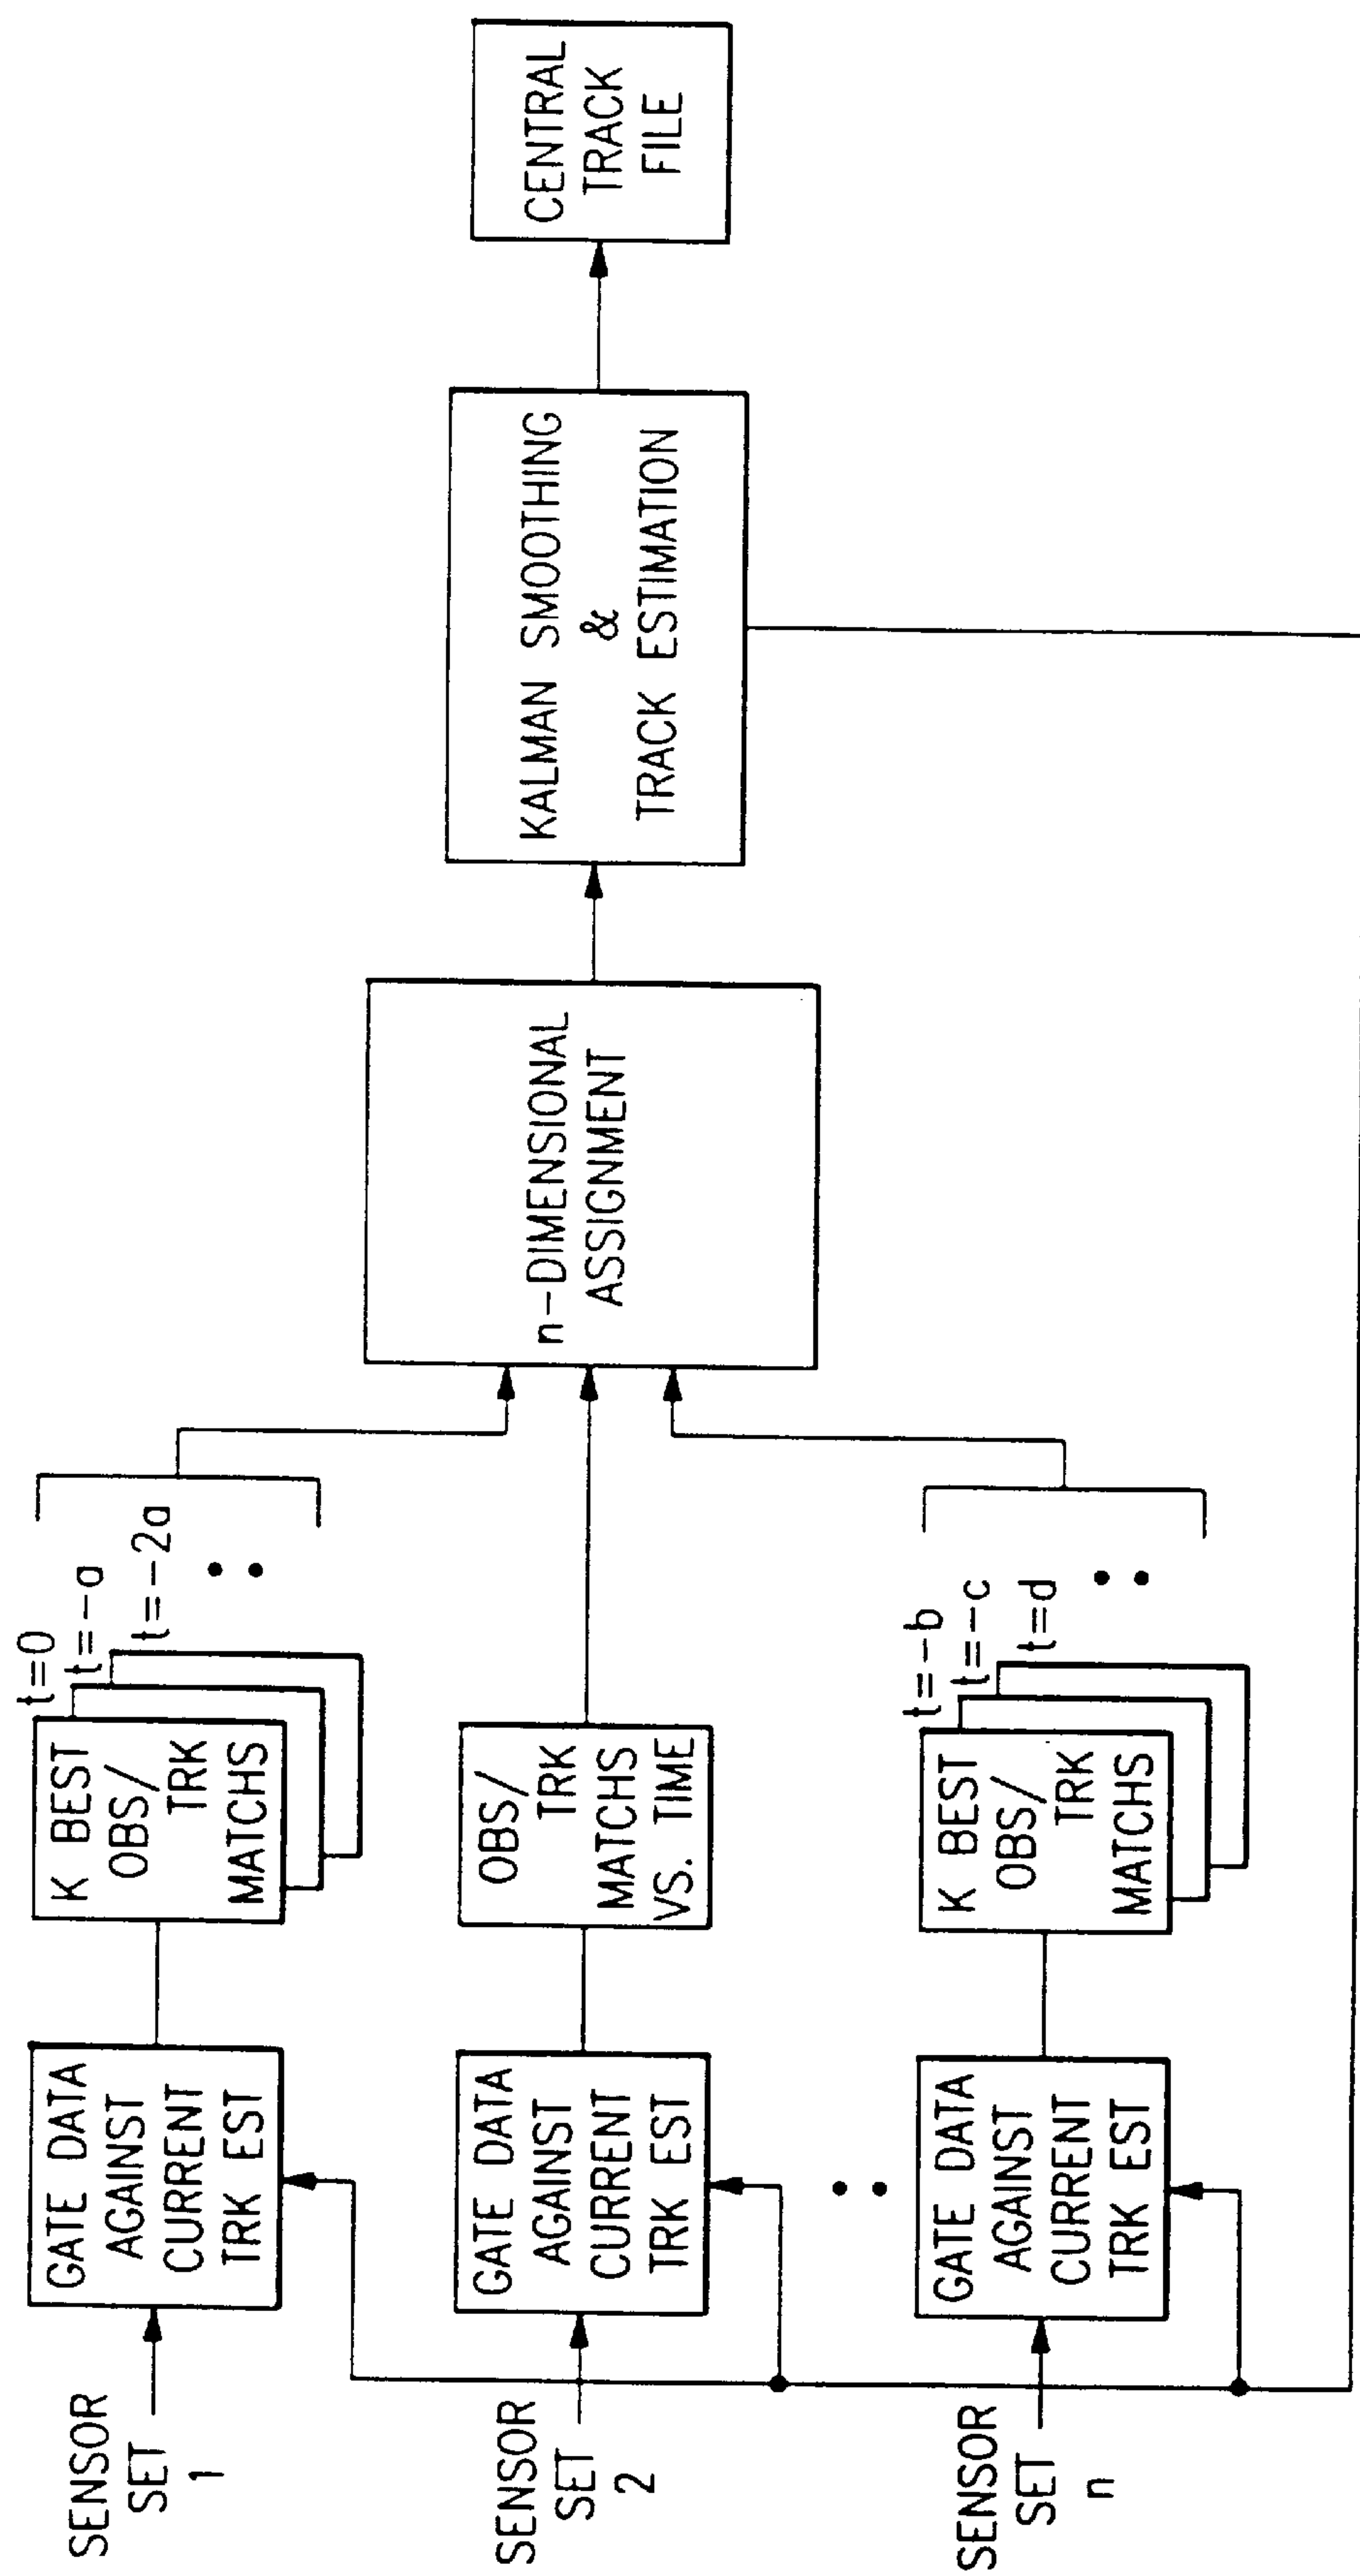 SENSOR
SET
1
GATE DATA
AGAINST
CURRENT
TRK EST
K BEST
OBS/
TRK
MATCHS
t=0
t=-a
t=-2a
SENSOR
SET
2
GATE DATA
AGAINST
CURRENT
TRK EST
OBS/
TRK
MATCHS
VS. TIME
SENSOR
SET
n
GATE DATA
AGAINST
CURRENT
TRK EST
K BEST
OBS/
TRK
MATCHS
t=-b
t=-c
t=d
n-DIMENSIONAL
ASSIGNMENT
KALMAN SMOOTHING
&
TRACK ESTIMATION
CENTRAL
TRACK
FILE